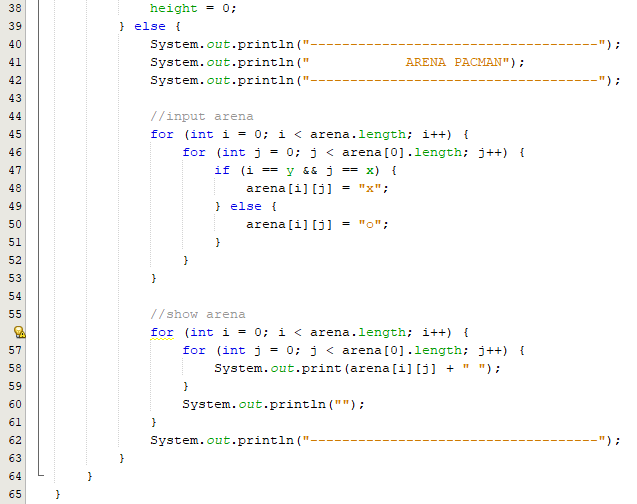 38                 height = 0;
39             } else {
40                 System.out.println("------------------------------------");
41                 System.out.println("            ARENA PACMAN");
42                 System.out.println("------------------------------------");
43
44                 //input arena
45                 for (int i = 0; i < arena.length; i++) {
46                     for (int j = 0; j < arena[0].length; j++) {
47                         if (i == y && j == x) {
48                             arena[i][j] = "x";
49                         } else {
50                             arena[i][j] = "o";
51                         }
52                     }
53                 }
54
55                 //show arena
                 for (int i = 0; i < arena.length; i++) {
57                     for (int j = 0; j < arena[0].length; j++) {
58                         System.out.print(arena[i][j] + " ");
59                     }
60                     System.out.println("");
61                 }
62                 System.out.println("------------------------------------");
63             }
64         }
65     }